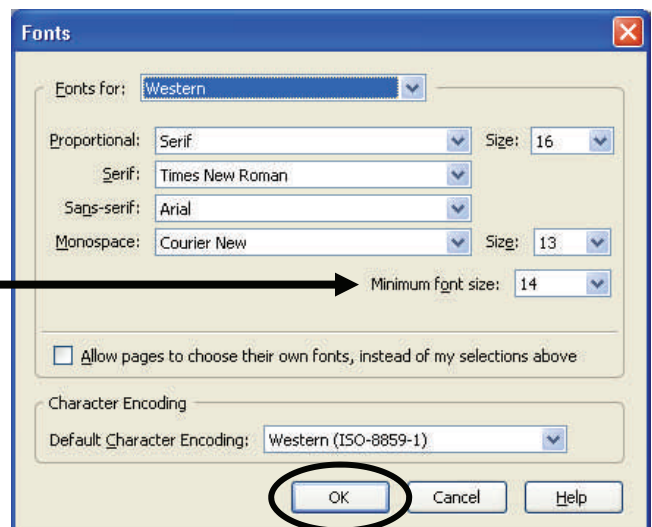 Fonts
Fonts for: Western
Proportional: Serif Size: 16
Serif: Times New Roman
Sans-serif: Arial
Monospace: Courier New Size: 13
Minimum font size: 14
Allow pages to choose their own fonts, instead of my selections above
Character Encoding
Default Character Encoding: Western (ISO-8859-1)
OK Cancel Help